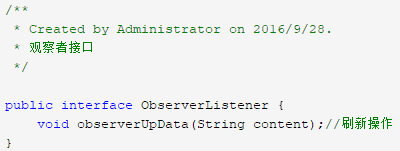 /**
 * Created by Administrator on 2016/9/28.
 * 观察者接口
 */
public interface ObserverListener {
    void observerUpData(String content);//刷新操作
}